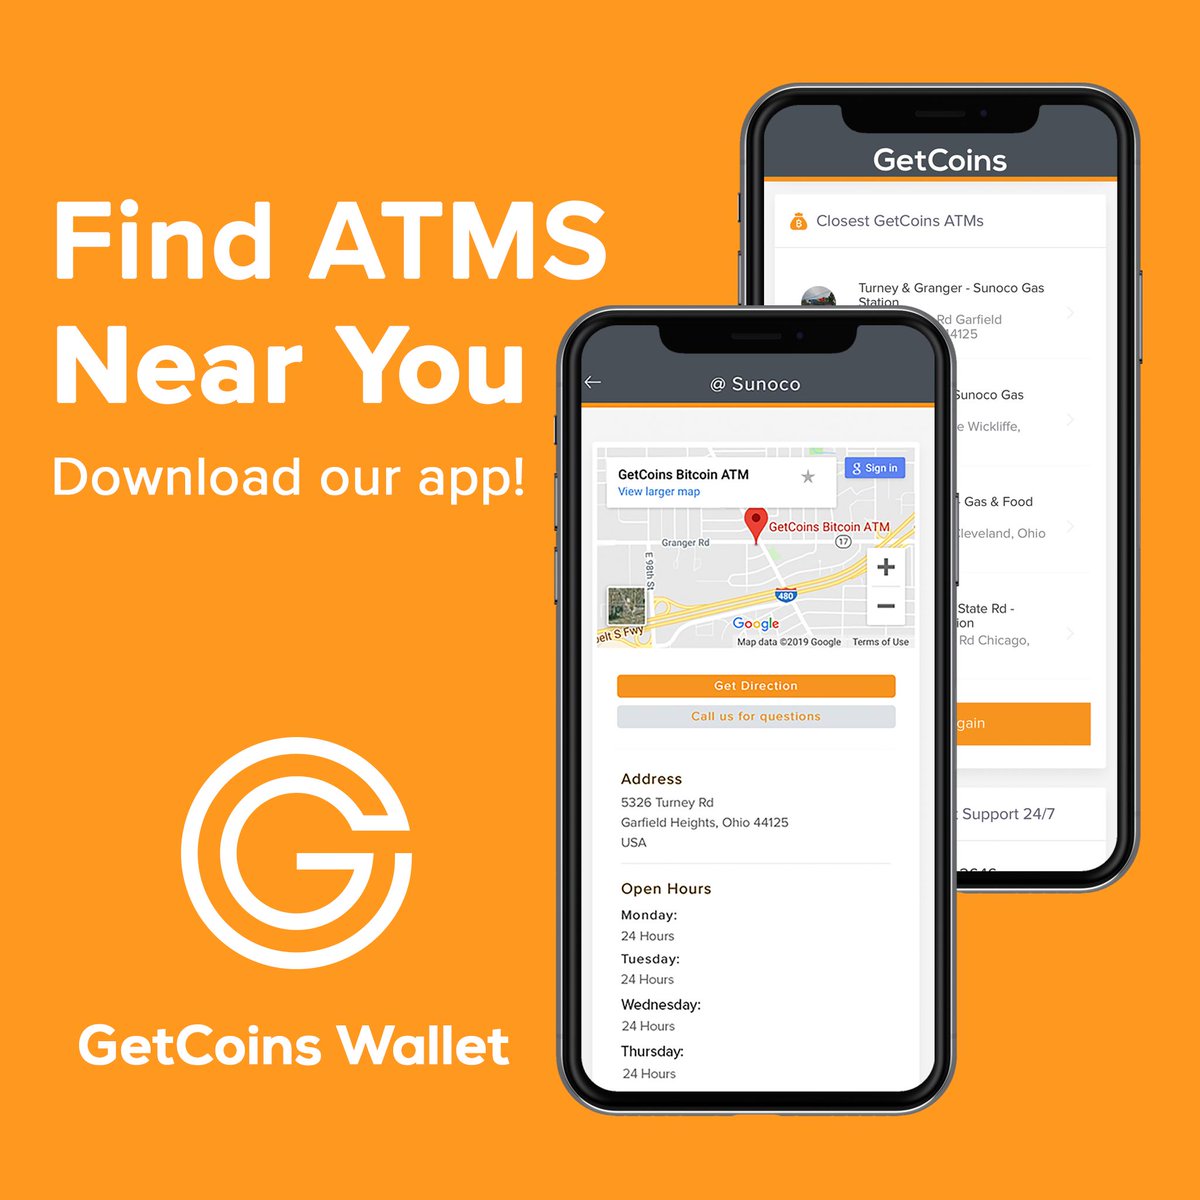 Find ATMS
Near You
Download our app!
GetCoins Wallet
GetCoins
Closest GetCoins ATMs
Turney & Granger - Sunoco Gas
Station
Rd Garfield
44125
Sunoco Gas
e Wickliffe,
Gas & Food
Cleveland, Ohio
State Rd -
Rd Chicago,
gain
Support 24/7
@ Sunoco
GetCoins Bitcoin ATM
View larger map
Sign in
GetCoins Bitcoin ATM
Granger Rd
17
E 98th St
480
elt S Fwy
Google
Map data ©2019 Google Terms of Use
Get Direction
Call us for questions
Address
5326 Turney Rd
Garfield Heights, Ohio 44125
USA
Open Hours
Monday:
24 Hours
Tuesday:
24 Hours
Wednesday:
24 Hours
Thursday:
24 Hours